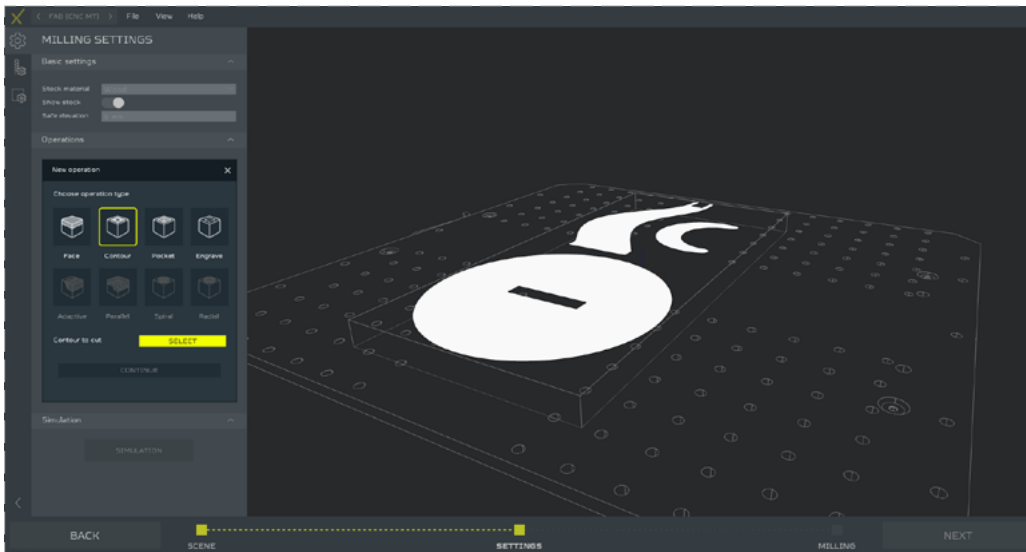 < FAB (CNC MT) > File View Help
MILLING SETTINGS
Basic settings
Stock material
Show stock
Safe elevation
Operations
New operation X
Choose operation type
Face Contour Pocket Engrave
Adaptive Parallel Spiral Radial
Contour to cut SELECT
CONTINUE
Simulation
SIMULATION
BACK SCENE SETTINGS MILLING NEXT